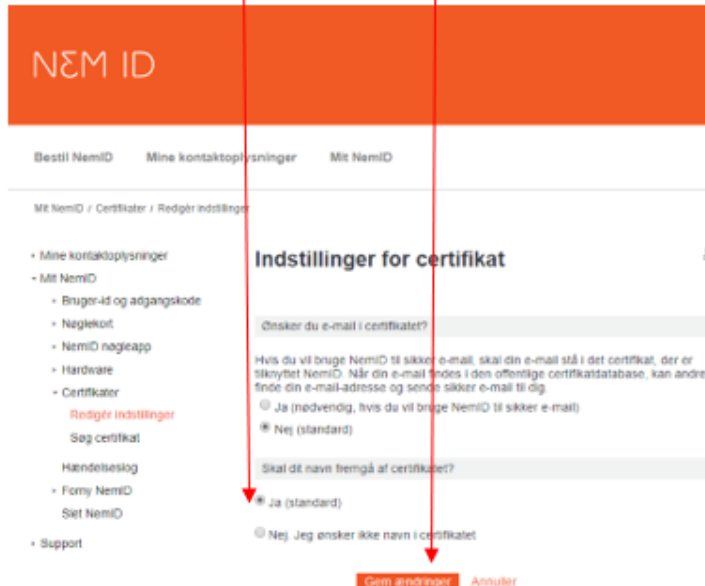 NEM ID
Bestil NemID Mine kontaktoplysninger Mit NemID
Mit NemID / Certifikater / Redigér indstillinger
Mine kontaktoplysninger
Mit NemID
Bruger-id og adgangskode
Nøglekort
NemID nøgleapp
Hardware
Certifikater
Redigér indstillinger
Søg certifikat
Hændelseslog
Forny NemID
Slet NemID
Support
Indstillinger for certifikat
Ønsker du e-mail i certifikatet?
Hvis du vil bruge NemID til sikker e-mail, skal din e-mail stå i det certifikat, der er
tilknyttet NemID. Når din e-mail findes i den offentlige certifikatdatabase, kan andre
finde din e-mail-adresse og sende sikker e-mail til dig.
Ja (nødvendig, hvis du vil bruge NemID til sikker e-mail)
Nej (standard)
Skal dit navn fremgå af certifikatet?
Ja (standard)
Nej. Jeg ønsker ikke navn i certifikatet
Gem ændringer Annuller